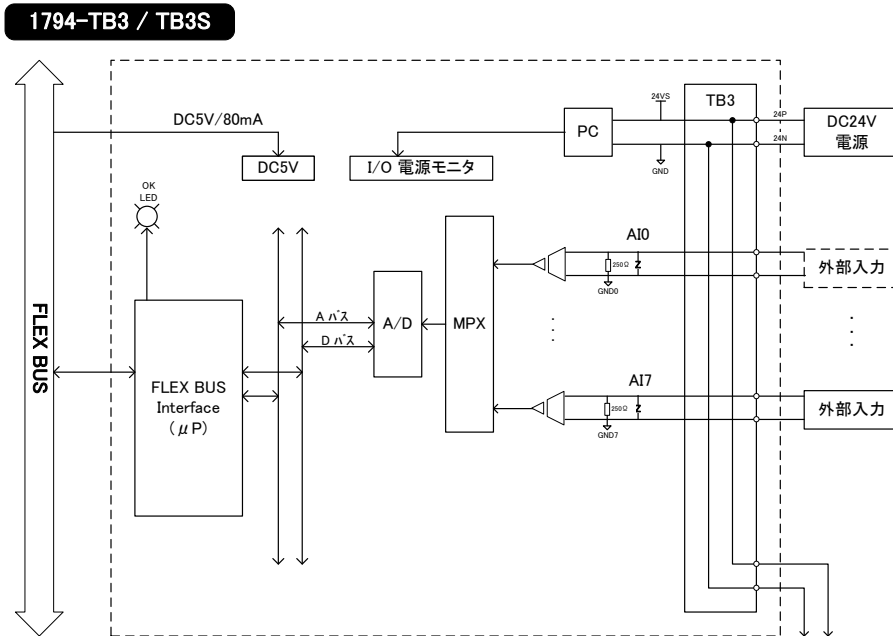 1794-TB3 / TB3S
DC5V/80mA
DC5V
I/O 電源モニタ
PC
24VS
GND
TB3
24P
24N
DC24V
電源
OK
LED
FLEX BUS
FLEX BUS
Interface
(μP)
A バス
D バス
A/D
MPX
AI0
250Ω
Z
GND0
外部入力
AI7
250Ω
Z
GND7
外部入力